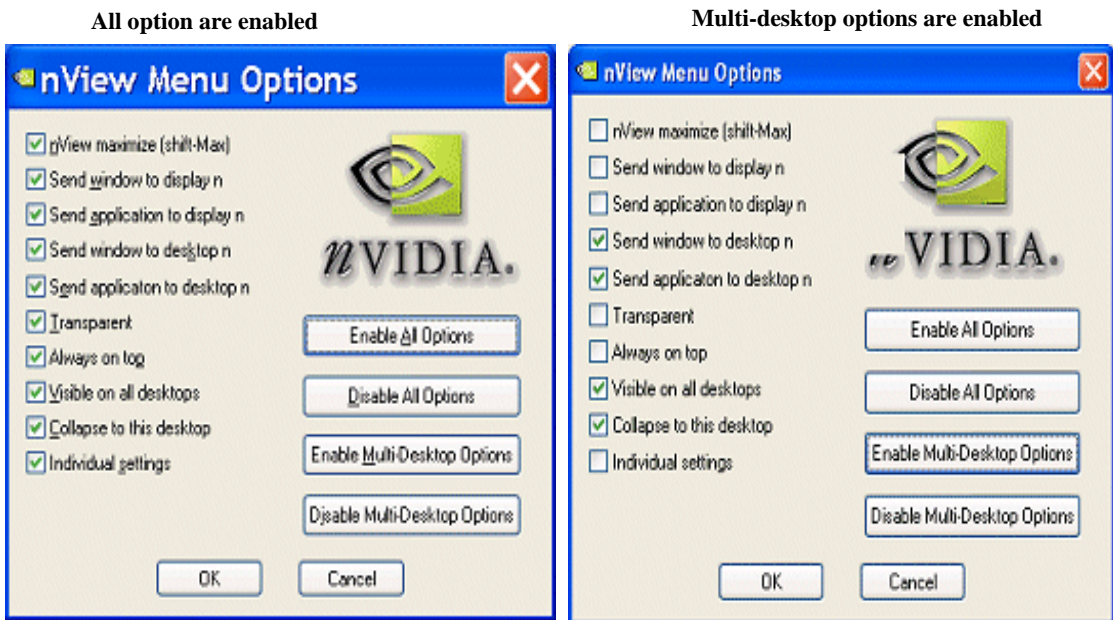 All option are enabled
Multi-desktop options are enabled
nView Menu Options
nView maximize (shift-Max)
Send window to display n
Send application to display n
Send window to desktop n
Send applicaton to desktop n
Transparent
Always on top
Visible on all desktops
Collapse to this desktop
Individual settings
nVIDIA.
Enable All Options
Disable All Options
Enable Multi-Desktop Options
Disable Multi-Desktop Options
OK
Cancel
nView Menu Options
nView maximize (shift-Max)
Send window to display n
Send application to display n
Send window to desktop n
Send applicaton to desktop n
Transparent
Always on top
Visible on all desktops
Collapse to this desktop
Individual settings
VIDIA.
Enable All Options
Disable All Options
Enable Multi-Desktop Options
Disable Multi-Desktop Options
OK
Cancel